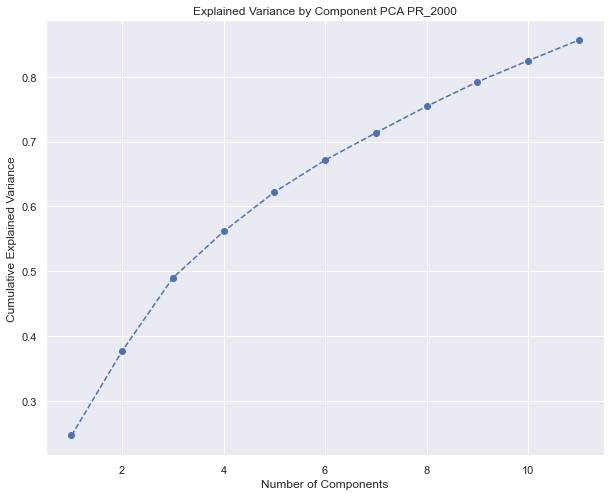 Explained Variance by Component PCA PR_2000
Cumulative Explained Variance
0.8
0.7
0.6
0.5
0.4
0.3
2 4 6 8 10
Number of Components